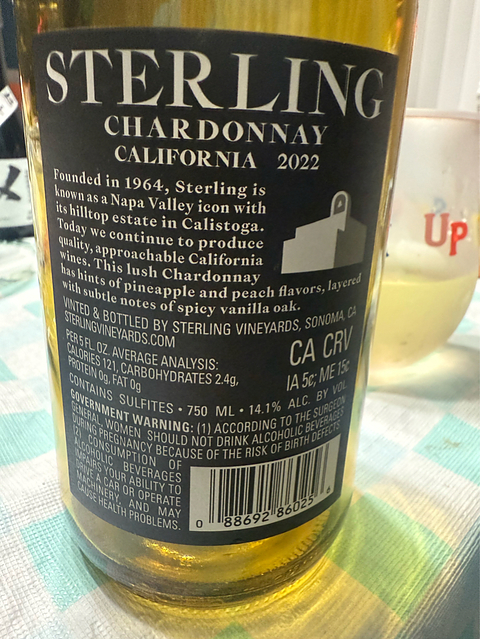 STERLING
CHARDONNAY
CALIFORNIA 2022
Founded in 1964, Sterling is
known as a Napa Valley icon with
its hilltop estate in Calistoga.
Today we continue to produce
quality, approachable California
wines. This lush Chardonnay
has hints of pineapple and peach flavors, layered
with subtle notes of spicy vanilla oak.
VINTED & BOTTLED BY STERLING VINEYARDS, SONOMA, CA
STERLINGVINEYARDS.COM
PER 5 FL. OZ. AVERAGE ANALYSIS:
CALORIES 121, CARBOHYDRATES 2.4g,
PROTEIN 0g, FAT 0g
CA CRV
IA 5¢; ME 15¢
CONTAINS SULFITES • 750 ML • 14.1% ALC. BY VOL.
GOVERNMENT WARNING: (1) ACCORDING TO THE SURGEON
GENERAL, WOMEN SHOULD NOT DRINK ALCOHOLIC BEVERAGES
DURING PREGNANCY BECAUSE OF THE RISK OF BIRTH DEFECTS.
CONSUMPTION OF
ALCOHOLIC BEVERAGES
IMPAIRS YOUR ABILITY TO
DRIVE A CAR OR OPERATE
MACHINERY, AND MAY
CAUSE HEALTH PROBLEMS.
0 88692 86025 4
Up